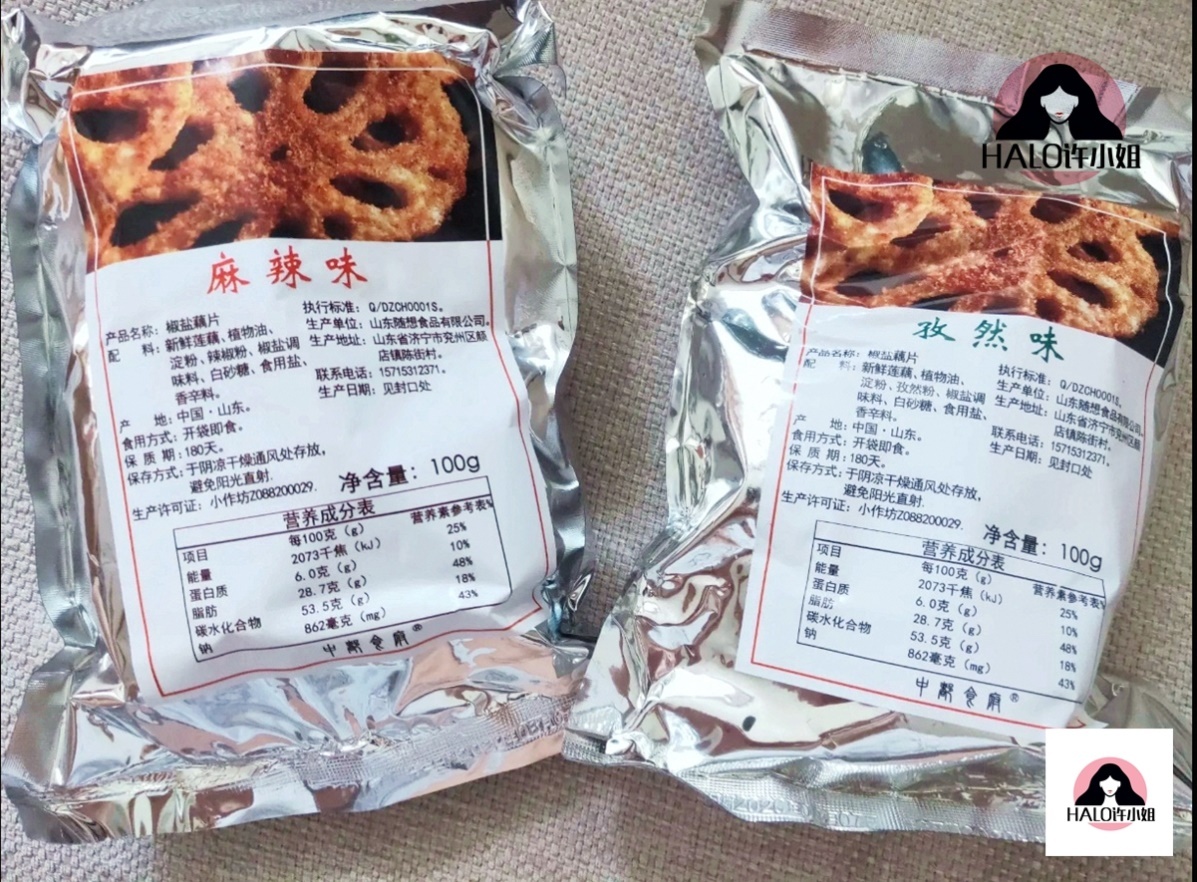 麻辣味
产品名称：椒盐藕片
配　料：新鲜莲藕、植物油、
淀粉、辣椒粉、椒盐调
味料、白砂糖、食用盐、
香辛料。
产　地：中国·山东。
食用方式：开袋即食。
保 质 期：180天。
保存方式：于阴凉干燥通风处存放，
避免阳光直射.
生产许可证：小作坊Z088200029.
执行标准：Q/DZCH0001S。
生产单位：山东随想食品有限公司。
生产地址：山东省济宁市兖州区颜
店镇陈街村。
联系电话：15715312371。
生产日期：见封口处
净含量：100g
营养成分表
项目 每100克（g） 营养素参考表%
能量 2073千焦（kJ） 25%
蛋白质 6.0克（g） 10%
脂肪 28.7克（g） 48%
碳水化合物 53.5克（g） 18%
钠 862毫克（mg） 43%
HALO许小姐
孜然味
产品名称：椒盐藕片
配　料：新鲜莲藕、植物油、
淀粉、孜然粉、椒盐调
味料、白砂糖、食用盐、
香辛料。
产　地：中国·山东。
食用方式：开袋即食。
保 质 期：180天。
保存方式：于阴凉干燥通风处存放，
避免阳光直射.
生产许可证：小作坊Z088200029.
执行标准：Q/DZCH0001S。
生产单位：山东随想食品有限公司。
生产地址：山东省济宁市兖州区颜
店镇陈街村。
联系电话：15715312371。
生产日期：见封口处
净含量：100g
营养成分表
项目 每100克（g） 营养素参考表%
能量 2073千焦（kJ） 25%
蛋白质 6.0克（g） 10%
脂肪 28.7克（g） 48%
碳水化合物 53.5克（g） 18%
钠 862毫克（mg） 43%
HALO许小姐